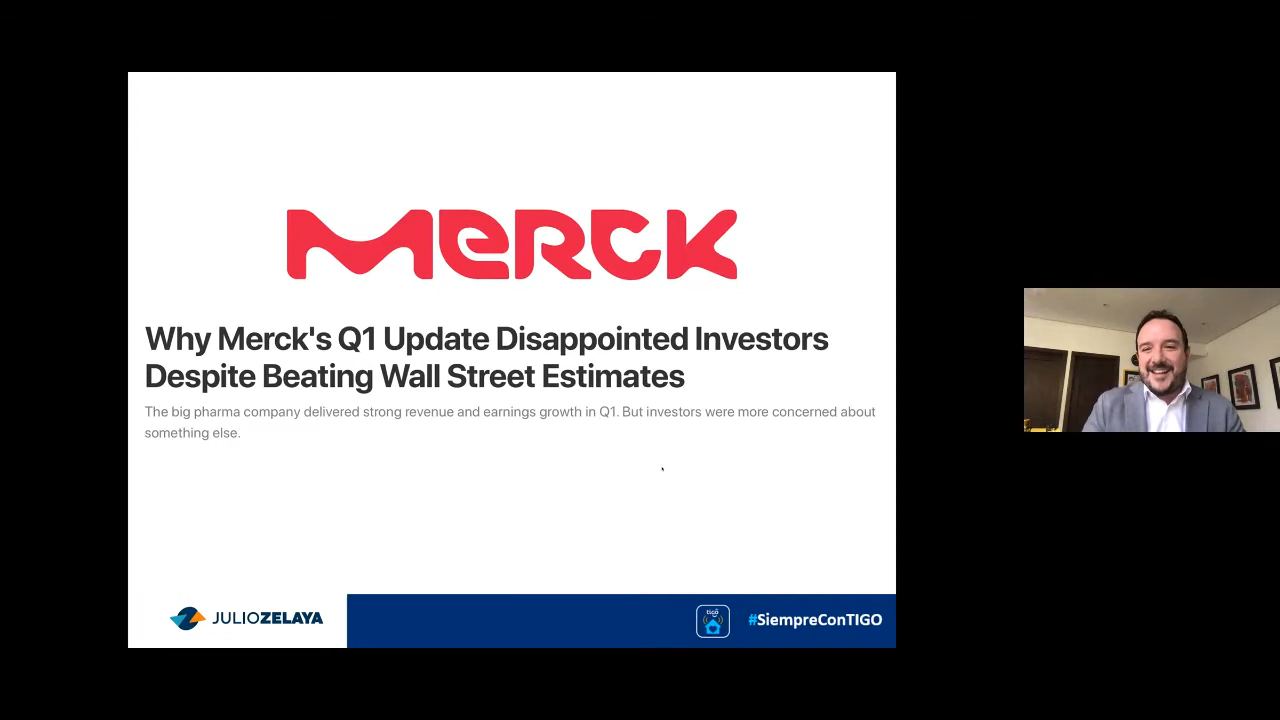 MERCK
Why Merck's Q1 Update Disappointed Investors
Despite Beating Wall Street Estimates
The big pharma company delivered strong revenue and earnings growth in Q1. But investors were more concerned about
something else.
JULIOZELAYA
tigo
#SiempreConTIGO